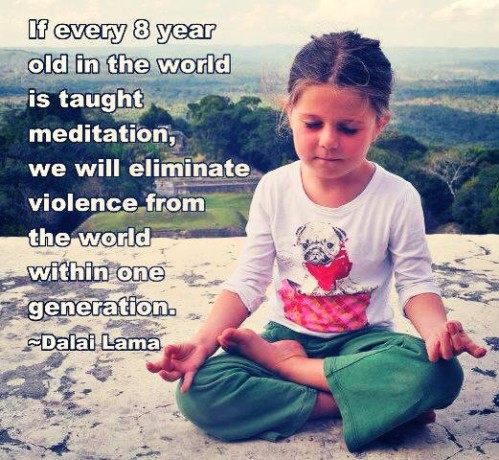 If every 8 year
old in the world
is taught
meditation,
we will eliminate
violence from
the world
within one
generation.
~Dalai Lama